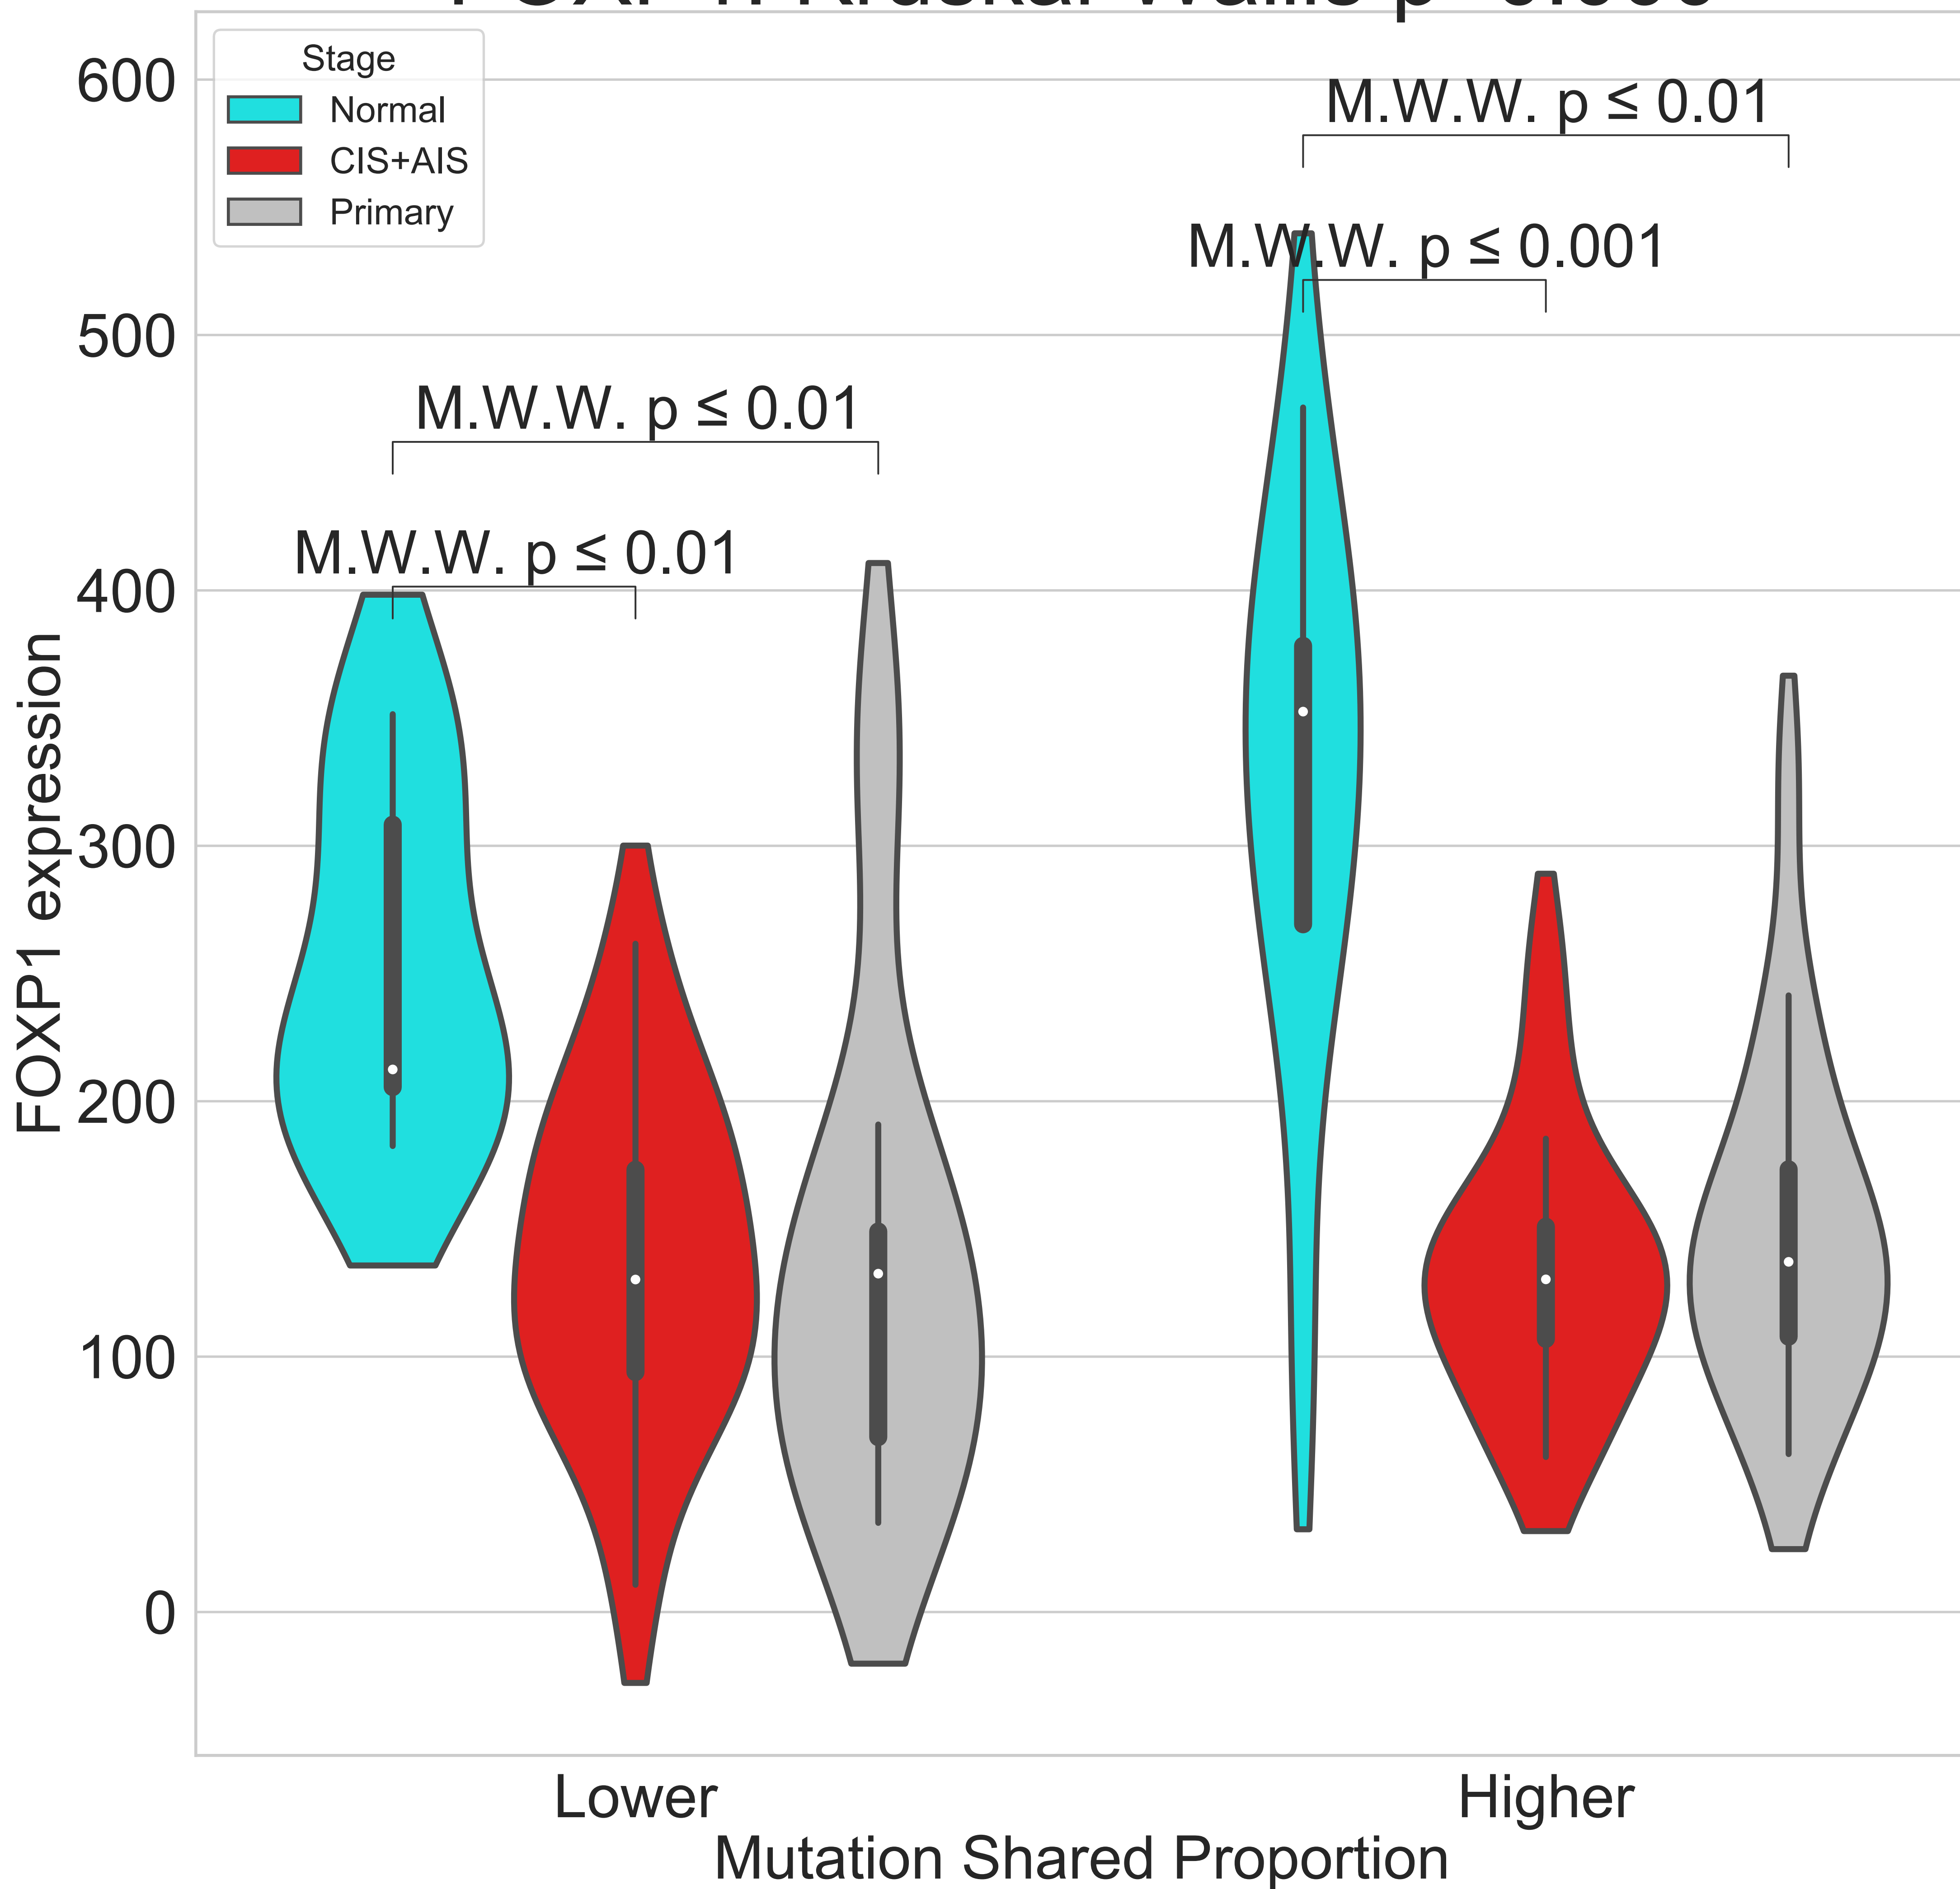 Stage
Normal
CIS+AIS
Primary
600
500
400
300
200
100
0
FOXP1 expression
M.W.W. p ≤ 0.01
M.W.W. p ≤ 0.001
M.W.W. p ≤ 0.01
M.W.W. p ≤ 0.01
Lower
Higher
Mutation Shared Proportion